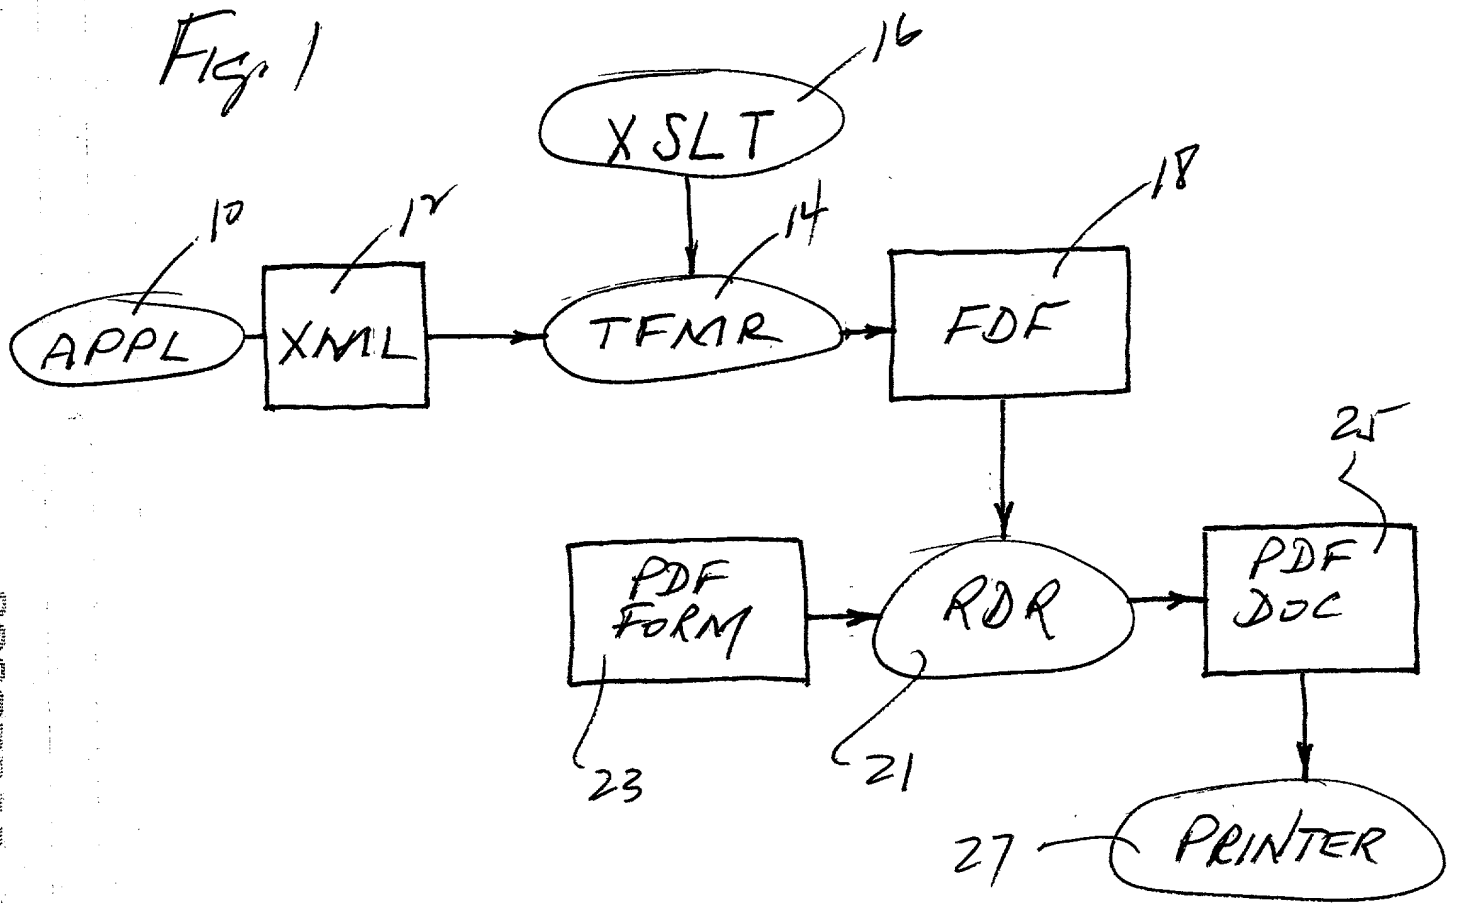 Fig. 1
16
XSLT
18
10
12
14
APPL
XML
TFMR
FDF
25
PDF
FORM
RDR
PDF
DOC
23
21
27
PRINTER